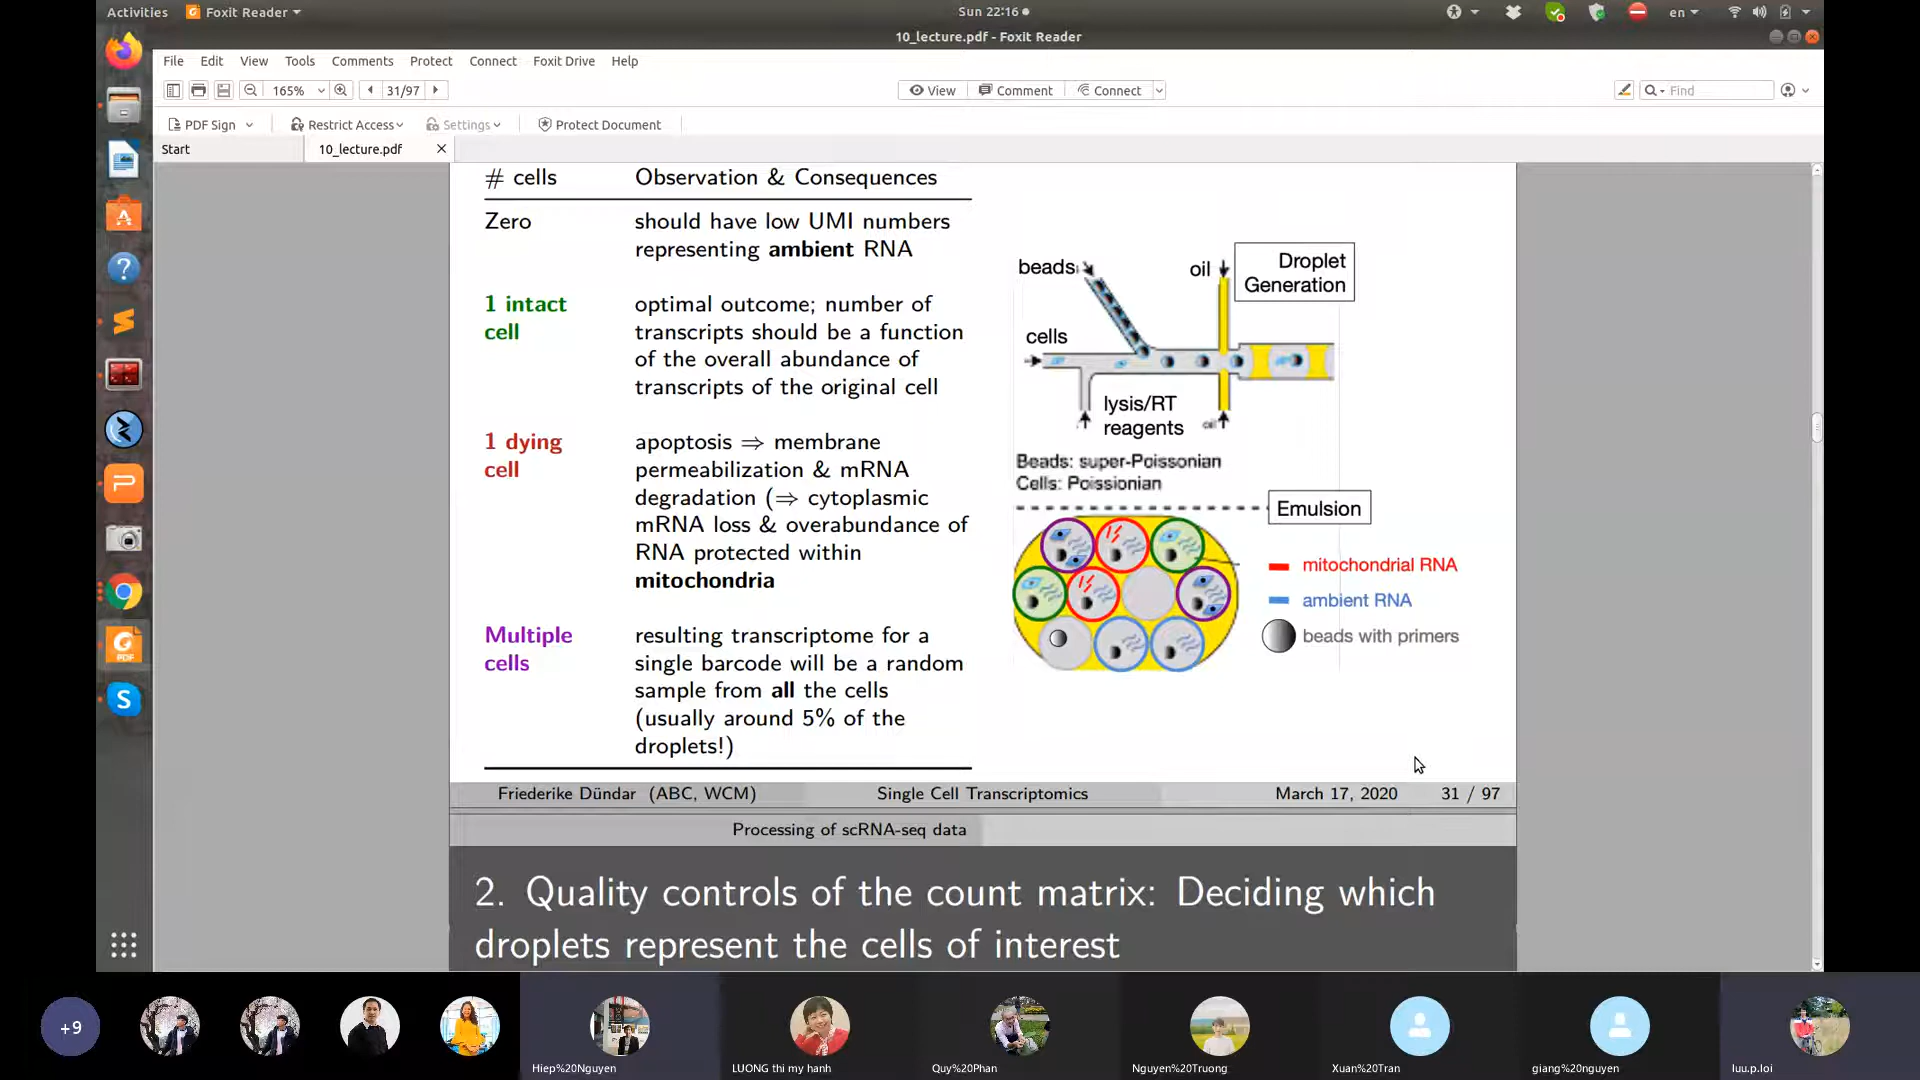 Activities Foxit Reader Sun 22:16 en
10_lecture.pdf - Foxit Reader
File Edit View Tools Comments Protect Connect Foxit Drive Help
165% 31/97 View Comment Connect Find
PDF Sign Restrict Access Settings Protect Document
Start 10_lecture.pdf
# cells Observation & Consequences
Zero should have low UMI numbers
representing ambient RNA
1 intact optimal outcome; number of
cell transcripts should be a function
of the overall abundance of
transcripts of the original cell
1 dying apoptosis ⇒ membrane
cell permeabilization & mRNA
degradation (⇒ cytoplasmic
mRNA loss & overabundance of
RNA protected within
mitochondria
Multiple resulting transcriptome for a
cells single barcode will be a random
sample from all the cells
(usually around 5% of the
droplets!)
beads oil Droplet
Generation
cells
lysis/RT
reagents oil
Beads: super-Poissonian
Cells: Poissionian
Emulsion
mitochondrial RNA
ambient RNA
beads with primers
Friederike Dündar (ABC, WCM) Single Cell Transcriptomics March 17, 2020 31 / 97
Processing of scRNA-seq data
2. Quality controls of the count matrix: Deciding which
droplets represent the cells of interest
+9
Hiep%20Nguyen LUONG thi my hanh Quy%20Phan Nguyen%20Truong Xuan%20Tran giang%20nguyen luu.p.loi